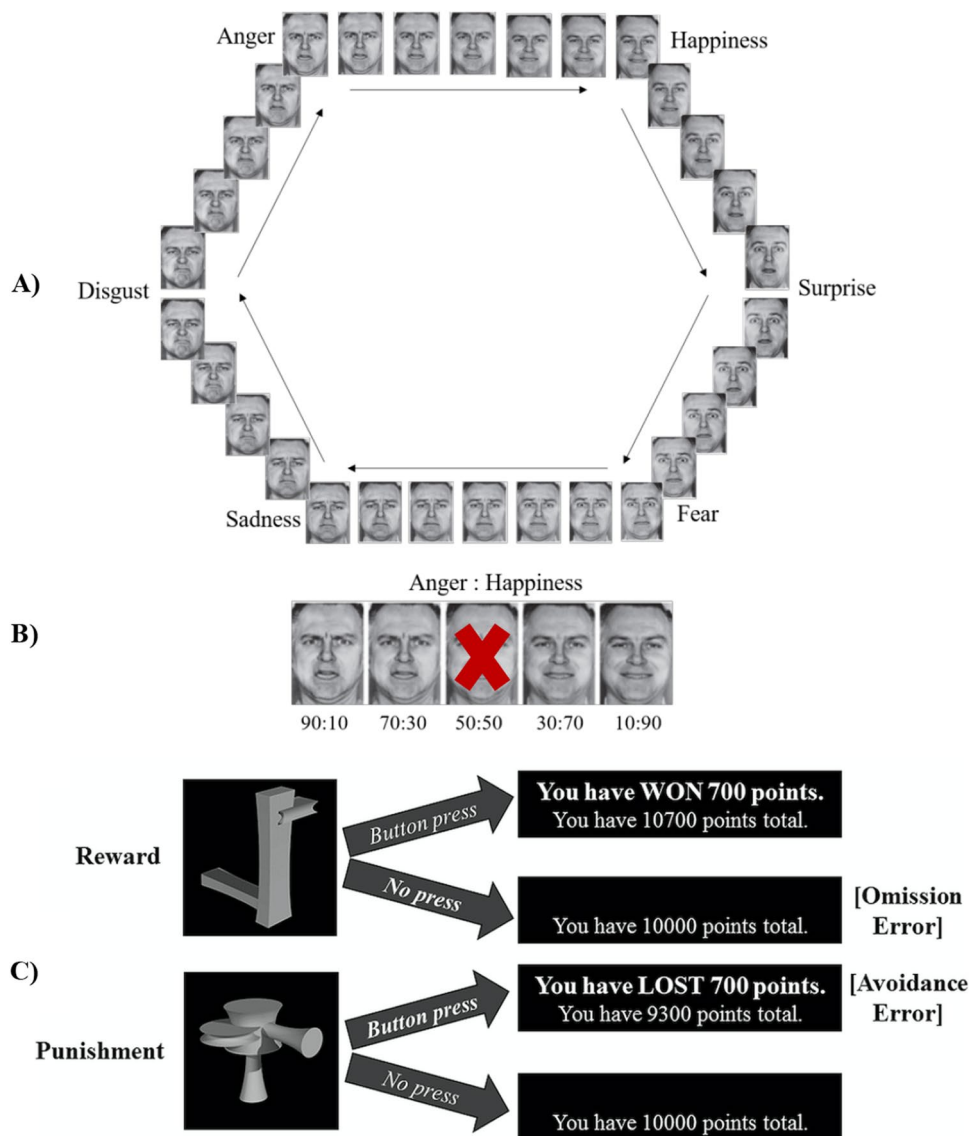 Anger
Happiness
A)
Disgust
Surprise
Sadness
Fear
Anger : Happiness
B)
90:10
70:30
50:50
30:70
10:90
C)
Reward
Button press
You have WON 700 points.
You have 10700 points total.
No press
You have 10000 points total.
[Omission
Error]
Punishment
Button press
You have LOST 700 points.
You have 9300 points total.
[Avoidance
Error]
No press
You have 10000 points total.